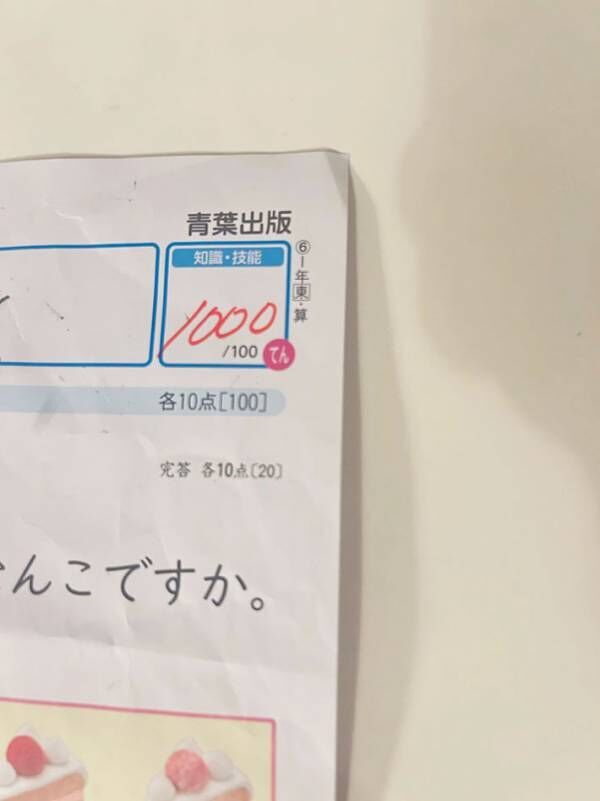 青葉出版
⑥-年東・算
知識・技能
1000
/100 てん
各10点[100]
完答 各10点〔20〕
んこですか。